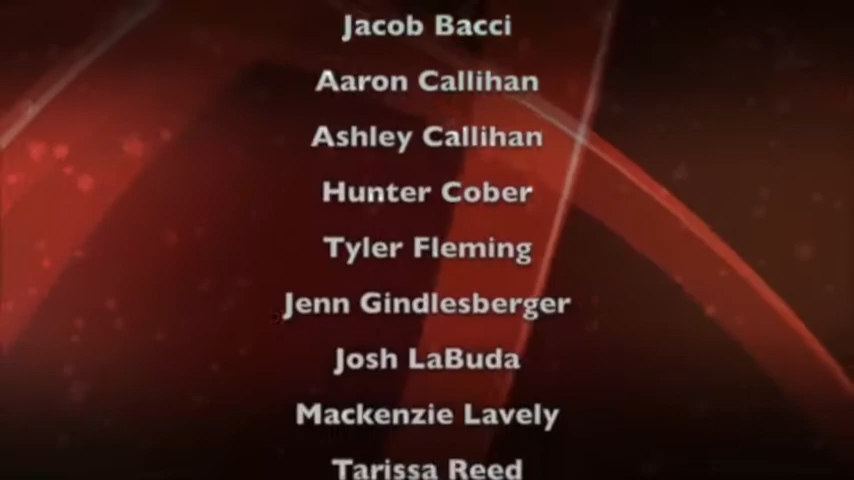 Jacob Bacci
Aaron Callihan
Ashley Callihan
Hunter Cober
Tyler Fleming
Jenn Gindlesberger
Josh LaBuda
Mackenzie Lavely
Tarissa Reed